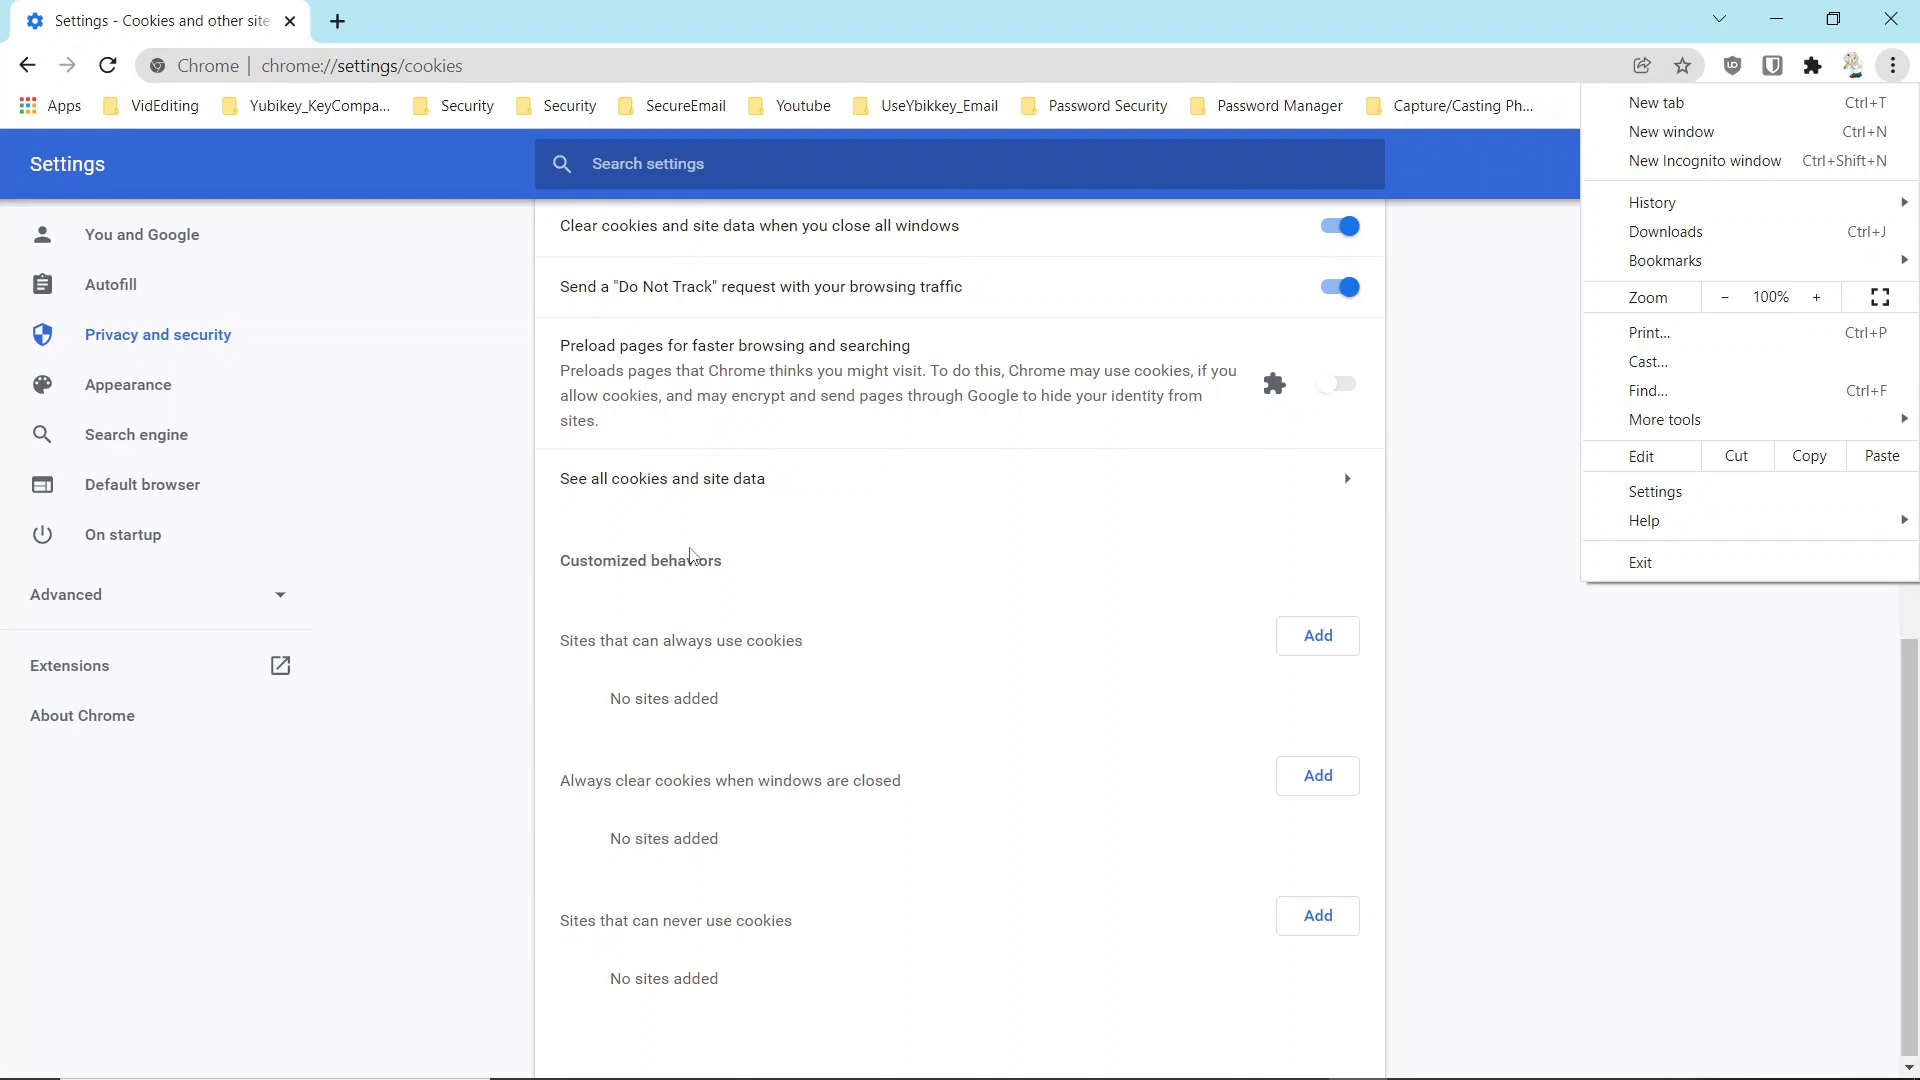 Settings - Cookies and other site
Chrome | chrome://settings/cookies
Apps VidEditing Yubikey_KeyCompa... Security Security SecureEmail Youtube UseYbikkey_Email Password Security Password Manager Capture/Casting Ph...
Settings
Search settings
You and Google
Autofill
Privacy and security
Appearance
Search engine
Default browser
On startup
Advanced
Extensions
About Chrome
Clear cookies and site data when you close all windows
Send a "Do Not Track" request with your browsing traffic
Preload pages for faster browsing and searching
Preloads pages that Chrome thinks you might visit. To do this, Chrome may use cookies, if you
allow cookies, and may encrypt and send pages through Google to hide your identity from
sites.
See all cookies and site data
Customized behaviors
Sites that can always use cookies Add
No sites added
Always clear cookies when windows are closed Add
No sites added
Sites that can never use cookies Add
No sites added
New tab Ctrl+T
New window Ctrl+N
New Incognito window Ctrl+Shift+N
History
Downloads Ctrl+J
Bookmarks
Zoom - 100% +
Print... Ctrl+P
Cast...
Find... Ctrl+F
More tools
Edit Cut Copy Paste
Settings
Help
Exit